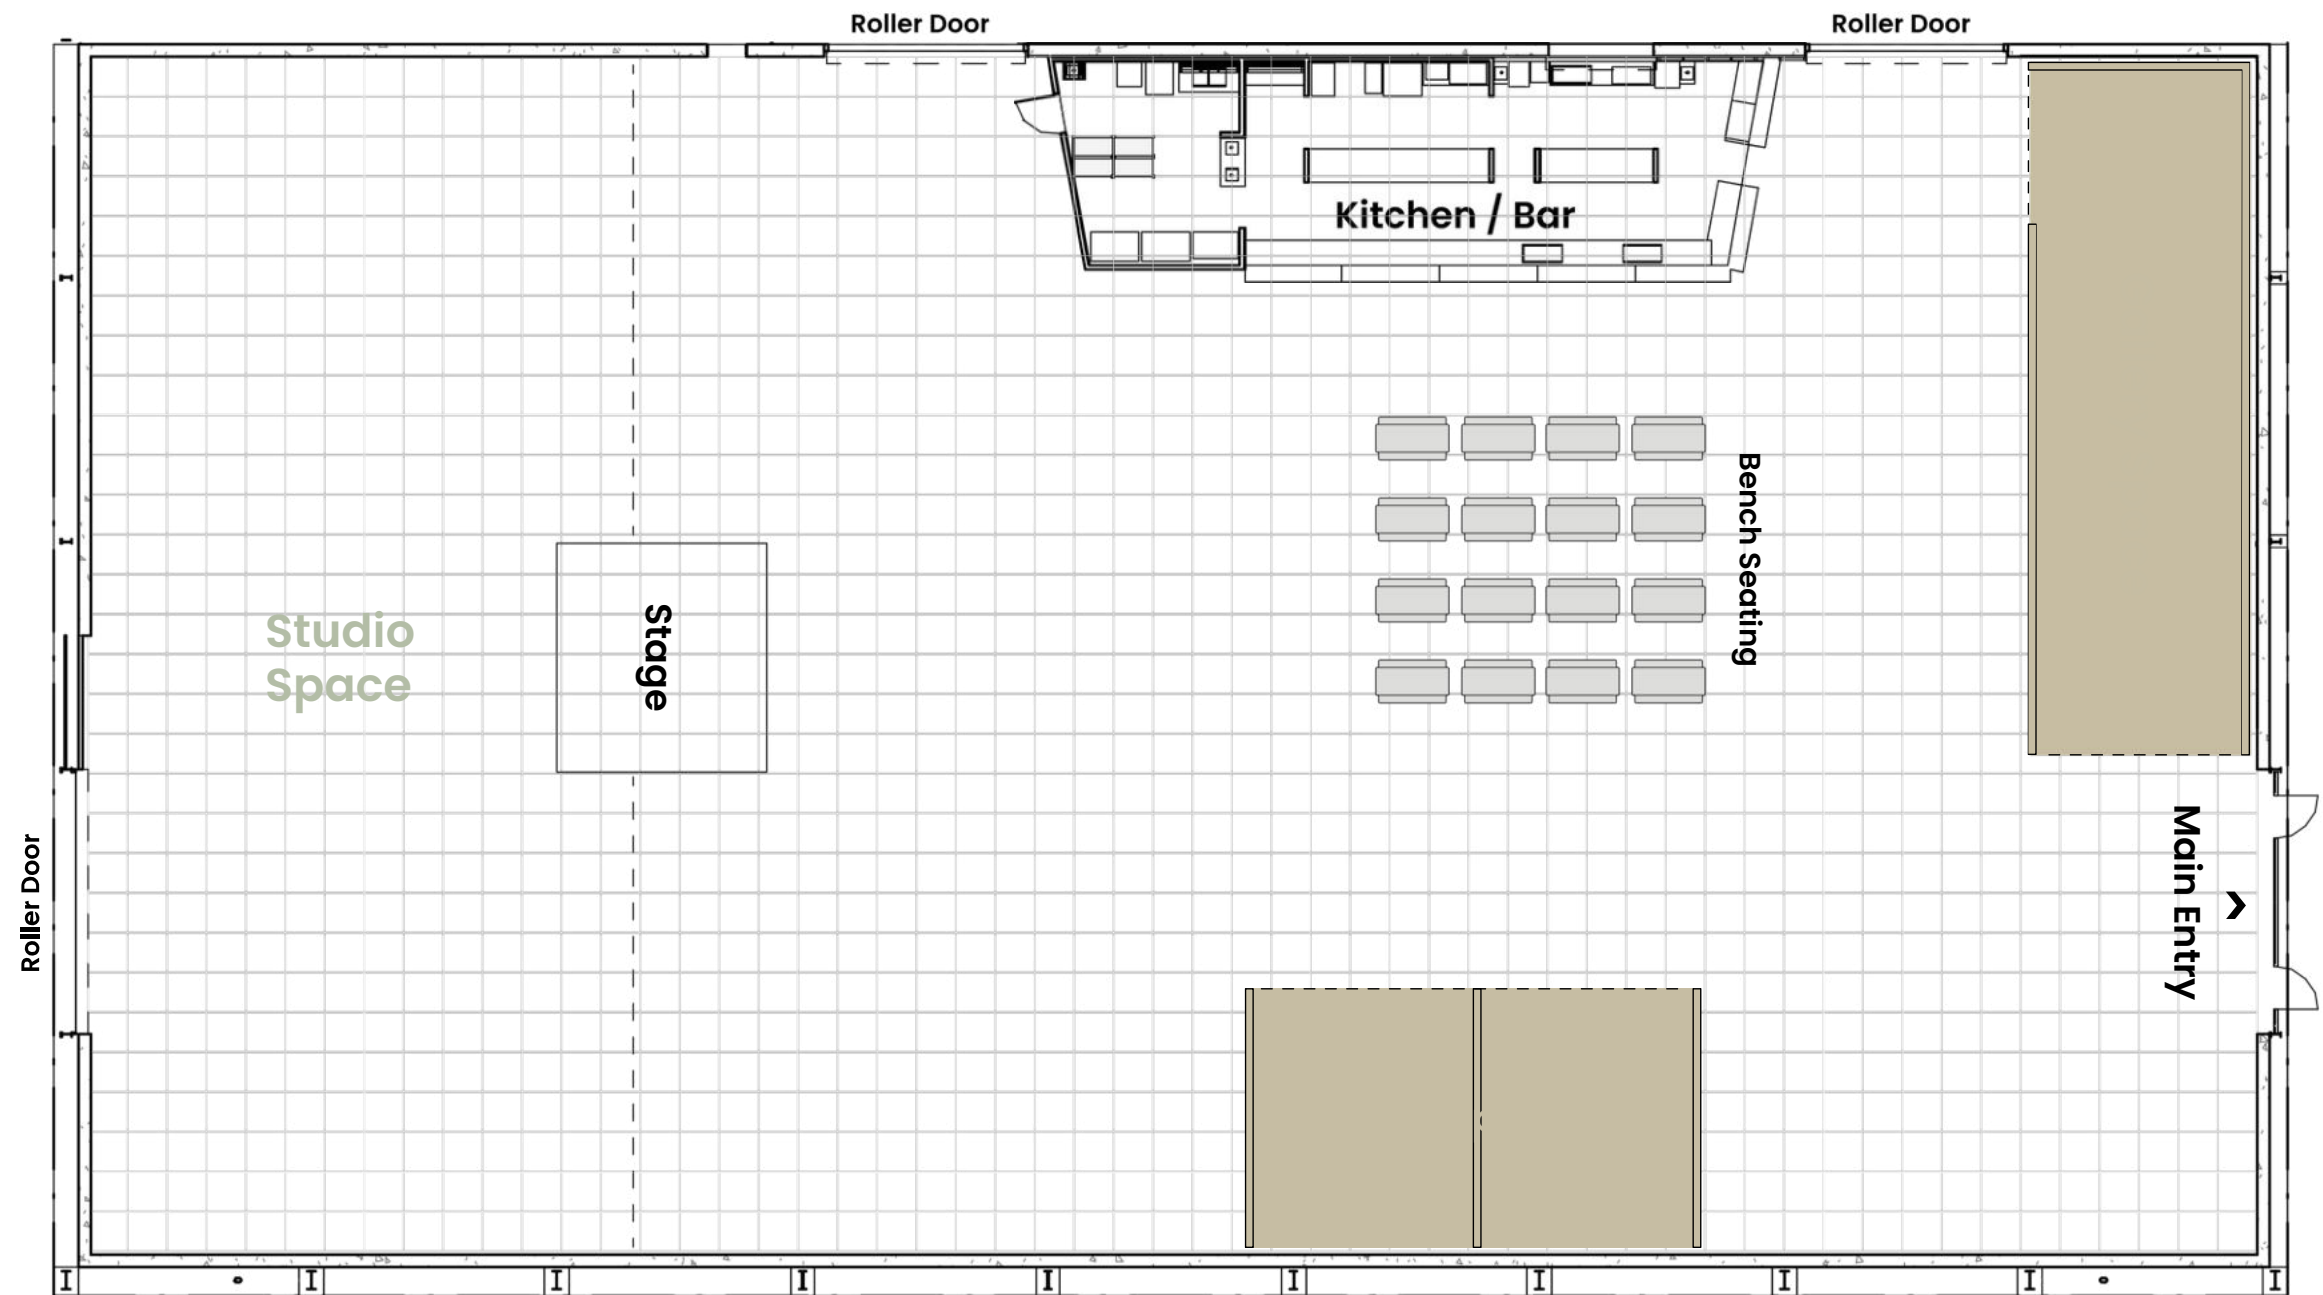 Roller Door
Roller Door
Kitchen / Bar
Bench Seating
Stage
Studio
Space
Main Entry
Roller Door